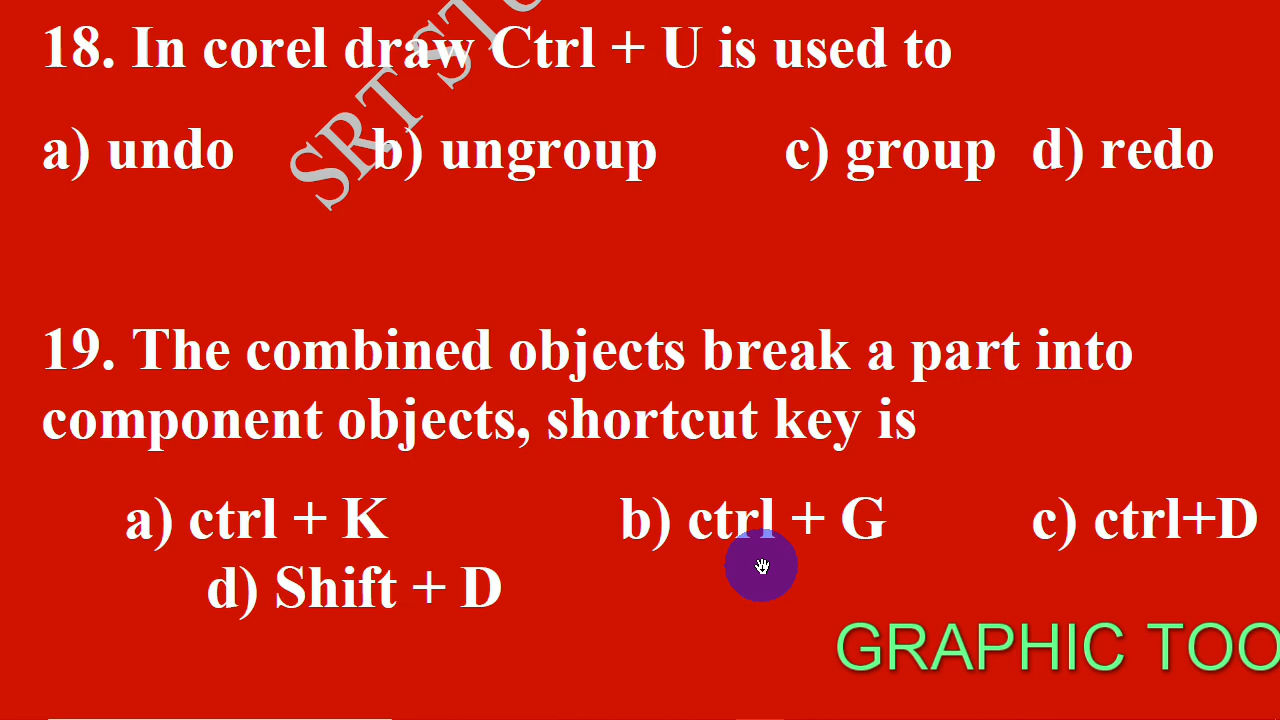 18. In corel draw Ctrl + U is used to
a) undo b) ungroup c) group d) redo
SRT
19. The combined objects break a part into
component objects, shortcut key is
a) ctrl + K b) ctrl + G c) ctrl+D
d) Shift + D
GRAPHIC TOO